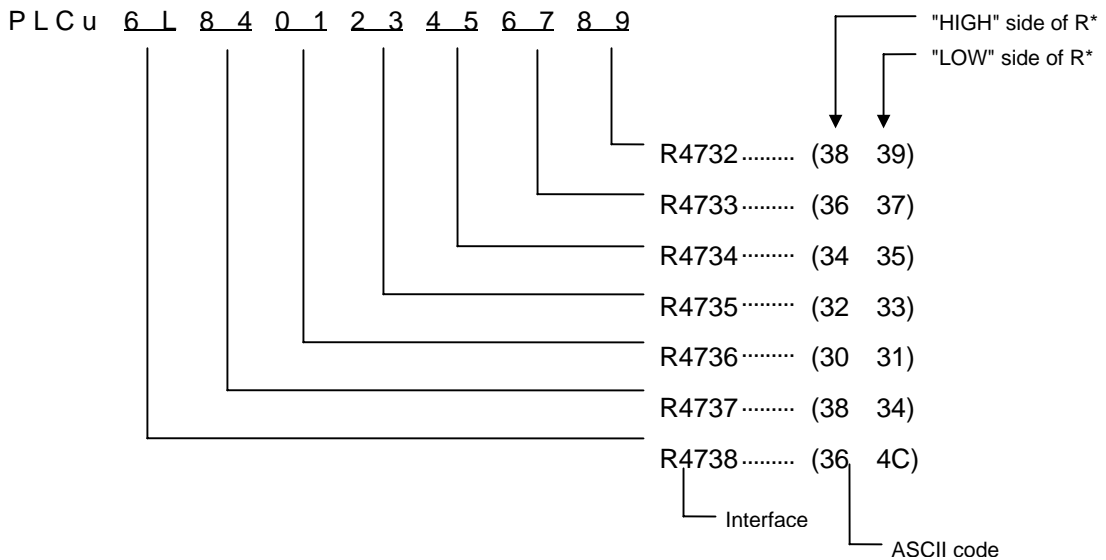 P L C u 6 L 8 4 0 1 2 3 4 5 6 7 8 9
"HIGH" side of R*
"LOW" side of R*
R4732 ......... (38 39)
R4733 ......... (36 37)
R4734 ......... (34 35)
R4735 ......... (32 33)
R4736 ......... (30 31)
R4737 ......... (38 34)
R4738 ......... (36 4C)
Interface
ASCII code